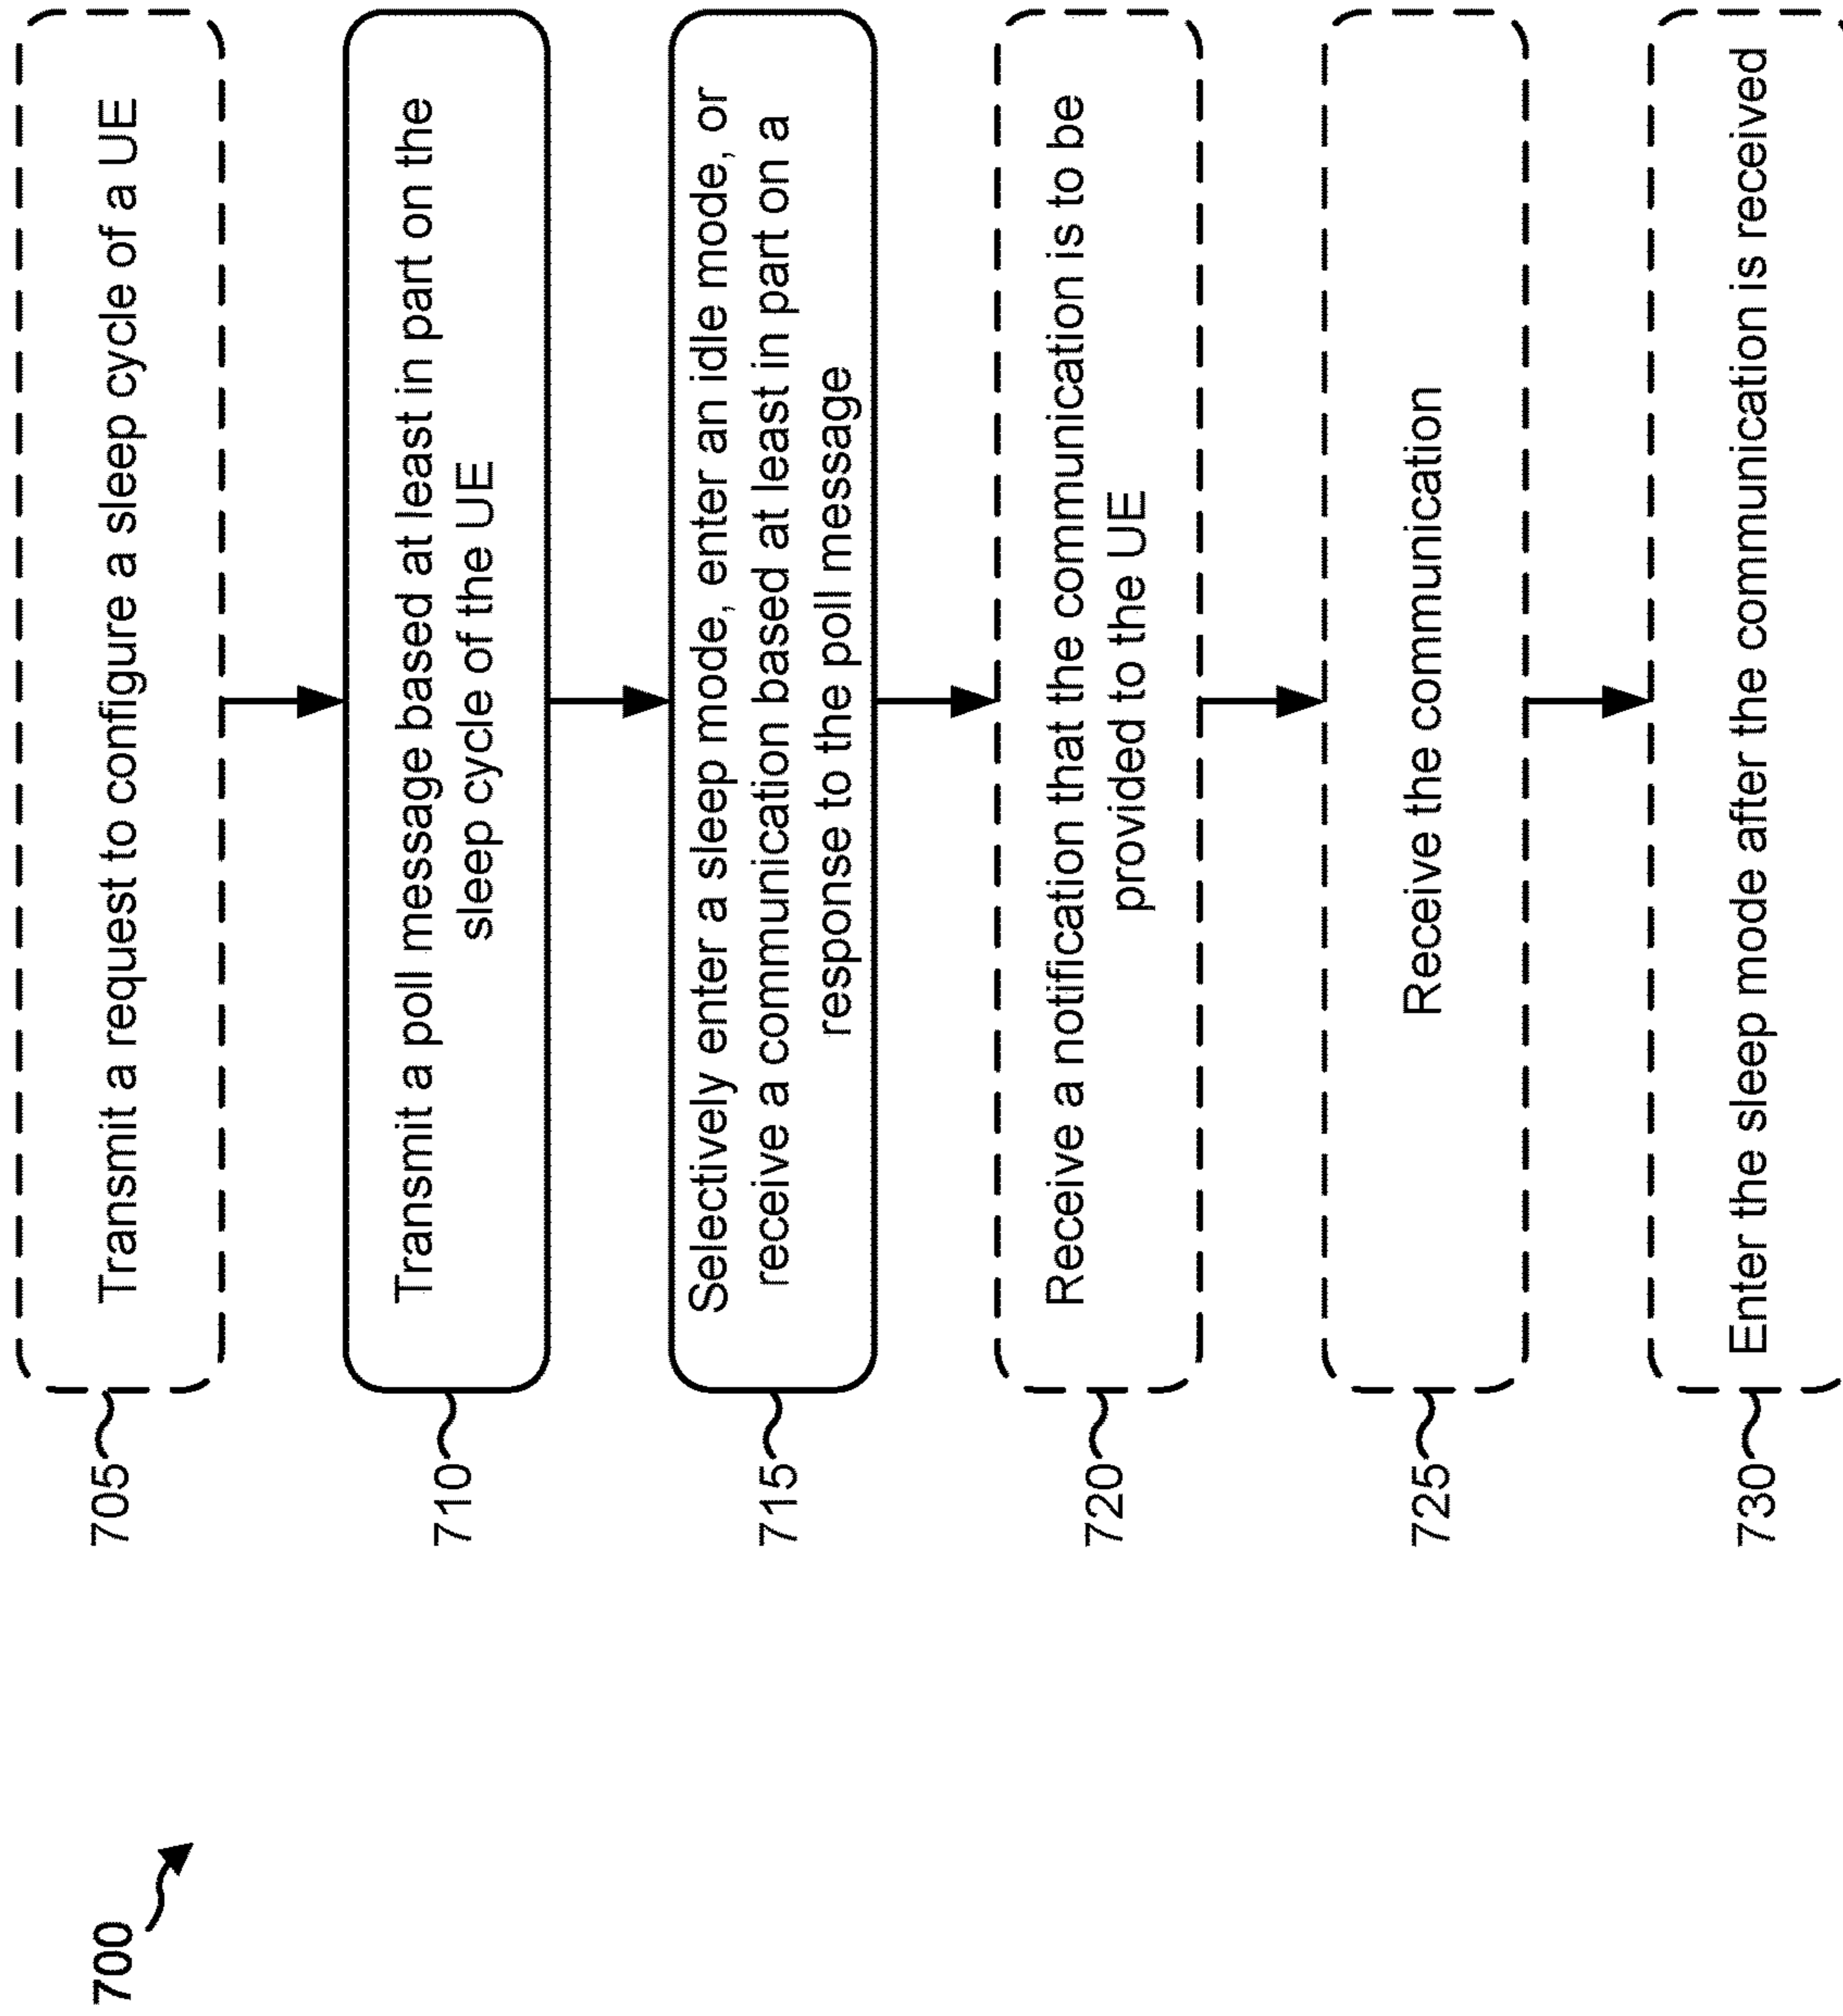 700
705
Transmit a request to configure a sleep cycle of a UE
710
Transmit a poll message based at least in part on the
sleep cycle of the UE
715
Selectively enter a sleep mode, enter an idle mode, or
receive a communication based at least in part on a
response to the poll message
720
Receive a notification that the communication is to be
provided to the UE
725
Receive the communication
730
Enter the sleep mode after the communication is received